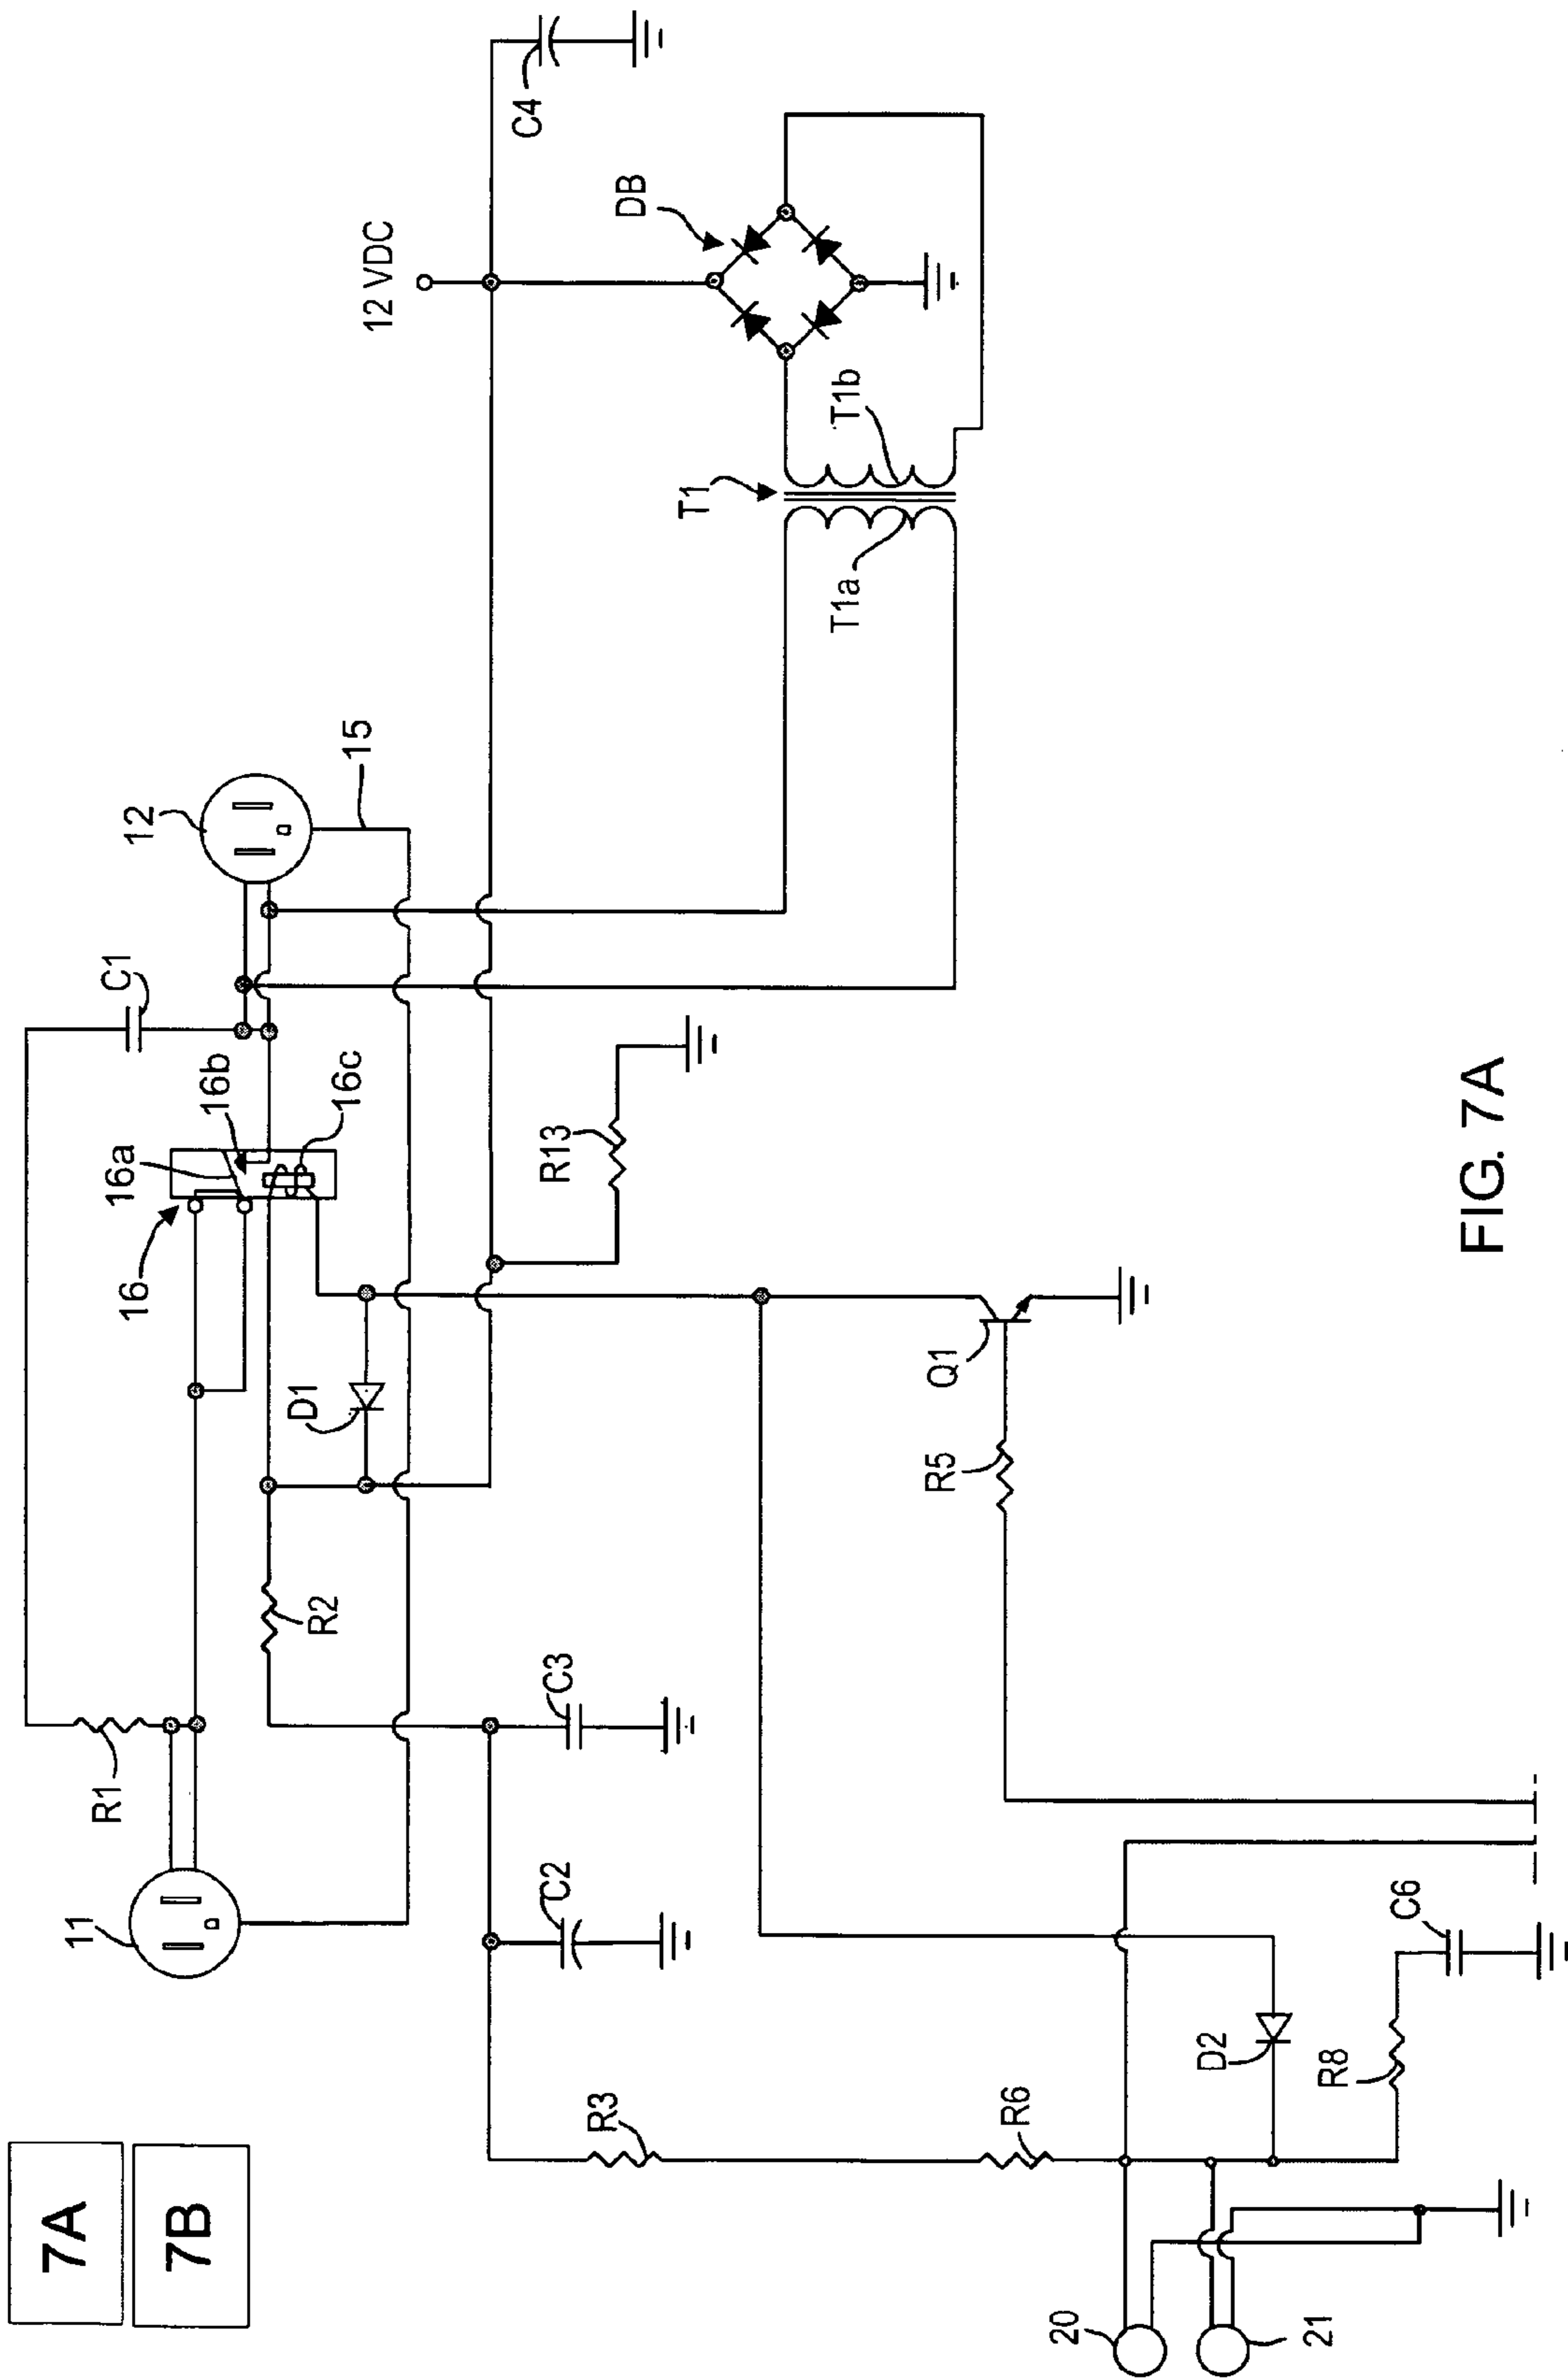 7A
7B
11
R1
16
16a
16b
16c
C1
12
15
12 VDC
C4
D1
R2
C3
C2
R13
T1
T1a
T1b
DB
R3
R6
Q1
R5
D2
R8
C6
20
21
FIG. 7A